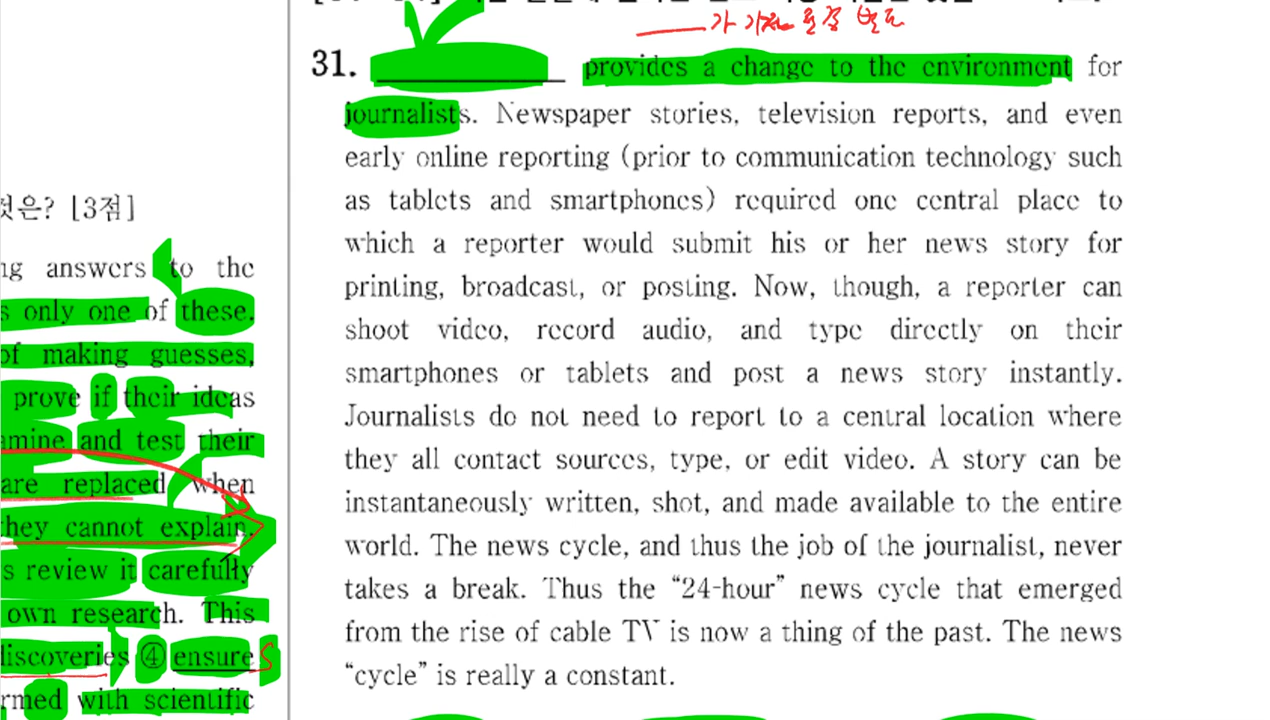 31. ________ provides a change to the environment for
journalists. Newspaper stories, television reports, and even
early online reporting (prior to communication technology such
as tablets and smartphones) required one central place to
which a reporter would submit his or her news story for
printing, broadcast, or posting. Now, though, a reporter can
shoot video, record audio, and type directly on their
smartphones or tablets and post a news story instantly.
Journalists do not need to report to a central location where
they all contact sources, type, or edit video. A story can be
instantaneously written, shot, and made available to the entire
world. The news cycle, and thus the job of the journalist, never
takes a break. Thus the “24-hour” news cycle that emerged
from the rise of cable TV is now a thing of the past. The news
“cycle” is really a constant.
것은? [3점]
ng answers to the
s only one of these.
of making guesses,
prove if their ideas
amine and test their
are replaced when
they cannot explain.
s review it carefully
own research. This
discoveries ④ ensure s
rmed with scientific